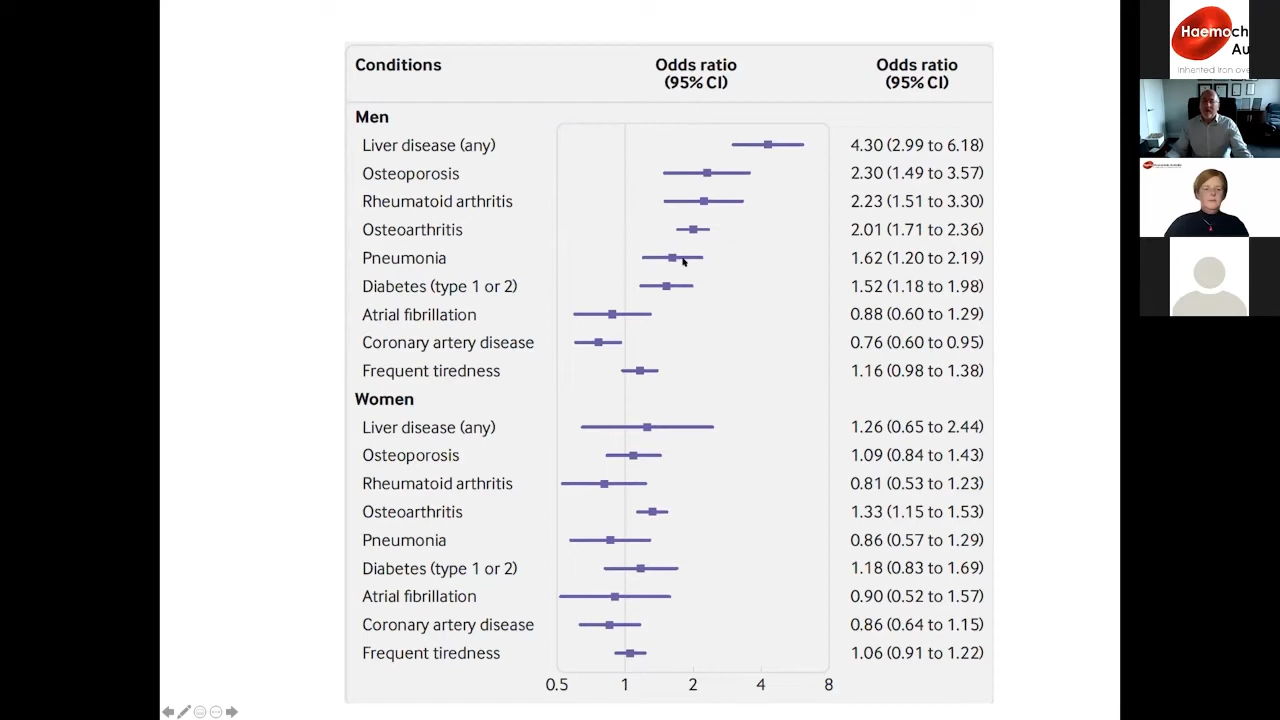 Conditions Odds ratio (95% CI) Odds ratio (95% CI)
Men
Liver disease (any) 4.30 (2.99 to 6.18)
Osteoporosis 2.30 (1.49 to 3.57)
Rheumatoid arthritis 2.23 (1.51 to 3.30)
Osteoarthritis 2.01 (1.71 to 2.36)
Pneumonia 1.62 (1.20 to 2.19)
Diabetes (type 1 or 2) 1.52 (1.18 to 1.98)
Atrial fibrillation 0.88 (0.60 to 1.29)
Coronary artery disease 0.76 (0.60 to 0.95)
Frequent tiredness 1.16 (0.98 to 1.38)
Women
Liver disease (any) 1.26 (0.65 to 2.44)
Osteoporosis 1.09 (0.84 to 1.43)
Rheumatoid arthritis 0.81 (0.53 to 1.23)
Osteoarthritis 1.33 (1.15 to 1.53)
Pneumonia 0.86 (0.57 to 1.29)
Diabetes (type 1 or 2) 1.18 (0.83 to 1.69)
Atrial fibrillation 0.90 (0.52 to 1.57)
Coronary artery disease 0.86 (0.64 to 1.15)
Frequent tiredness 1.06 (0.91 to 1.22)
0.5 1 2 4 8
Haemoch
Au
Inherited iron ove